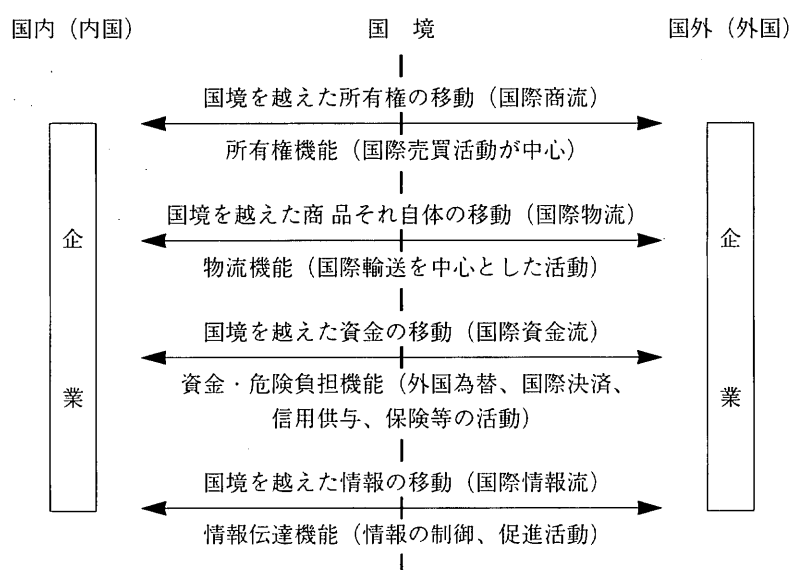 国内（内国）
国　境
国外（外国）
国境を越えた所有権の移動（国際商流）
所有権機能（国際売買活動が中心）
国境を越えた商品それ自体の移動（国際物流）
物流機能（国際輸送を中心とした活動）
国境を越えた資金の移動（国際資金流）
資金・危険負担機能（外国為替、国際決済、
信用供与、保険等の活動）
国境を越えた情報の移動（国際情報流）
情報伝達機能（情報の制御、促進活動）
企業
企業